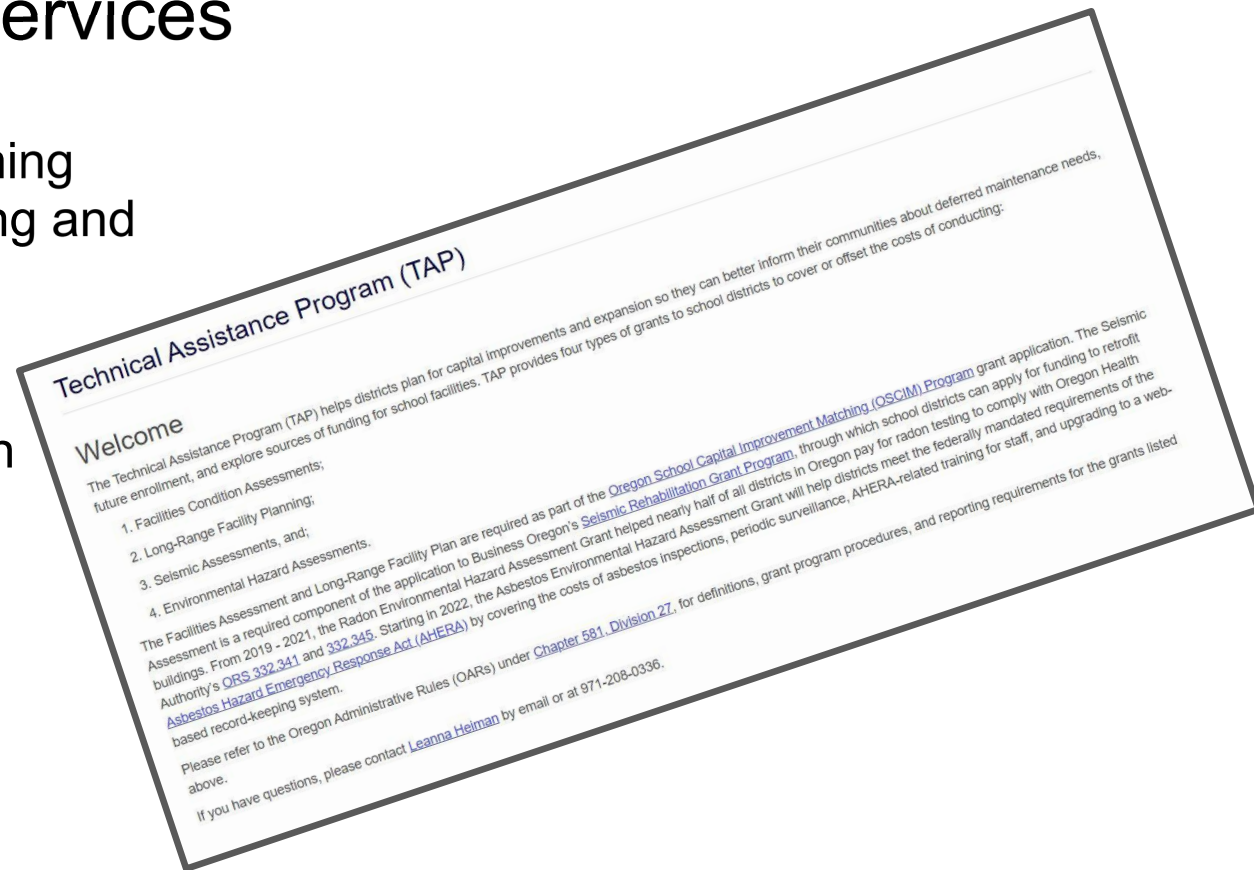 ervices
ing and
Technical Assistance Program (TAP)
Welcome
The Technical Assistance Program (TAP) helps districts plan for capital improvements and expansion so they can better inform their communities about deferred maintenance needs,
future enrollment, and explore sources of funding for school facilities. TAP provides four types of grants to school districts to cover or offset the costs of conducting:
1. Facilities Condition Assessments;
2. Long-Range Facility Planning;
3. Seismic Assessments, and;
4. Environmental Hazard Assessments.
The Facilities Assessment and Long-Range Facility Plan are required as part of the Oregon School Capital Improvement Matching (OSCIM) Program grant application. The Seismic
Assessment is a required component of the application to Business Oregon's Seismic Rehabilitation Grant Program, through which school districts can apply for funding to retrofit
buildings. From 2019 - 2021, the Radon Environmental Hazard Assessment Grant helped nearly half of all districts in Oregon pay for radon testing to comply with Oregon Health
Authority's ORS 332.341 and 332.345. Starting in 2022, the Asbestos Environmental Hazard Assessment Grant will help districts meet the federally mandated requirements of the
Asbestos Hazard Emergency Response Act (AHERA) by covering the costs of asbestos inspections, periodic surveillance, AHERA-related training for staff, and upgrading to a web-
based record-keeping system.
Please refer to the Oregon Administrative Rules (OARs) under Chapter 581, Division 27, for definitions, grant program procedures, and reporting requirements for the grants listed
above.
If you have questions, please contact Leanna Heiman by email or at 971-208-0336.